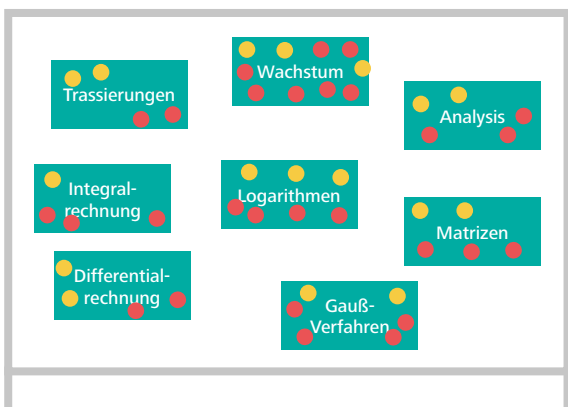 Trassierungen
Wachstum
Analysis
Integral-
rechnung
Logarithmen
Matrizen
Differential-
rechnung
Gauß-
Verfahren